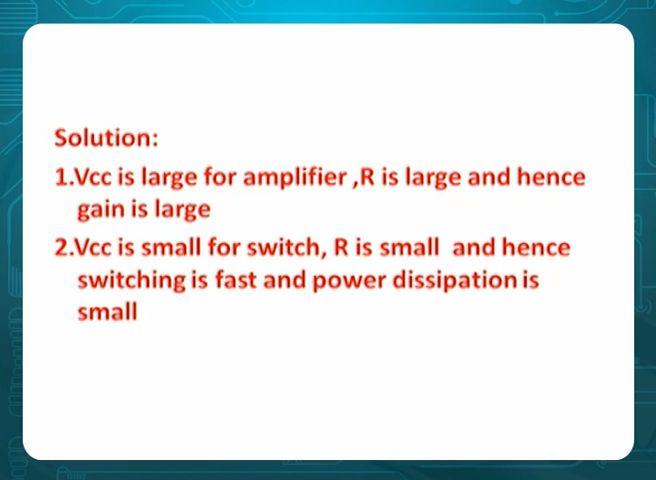 Solution:
1.Vcc is large for amplifier ,R is large and hence
gain is large
2.Vcc is small for switch, R is small  and hence
switching is fast and power dissipation is
small